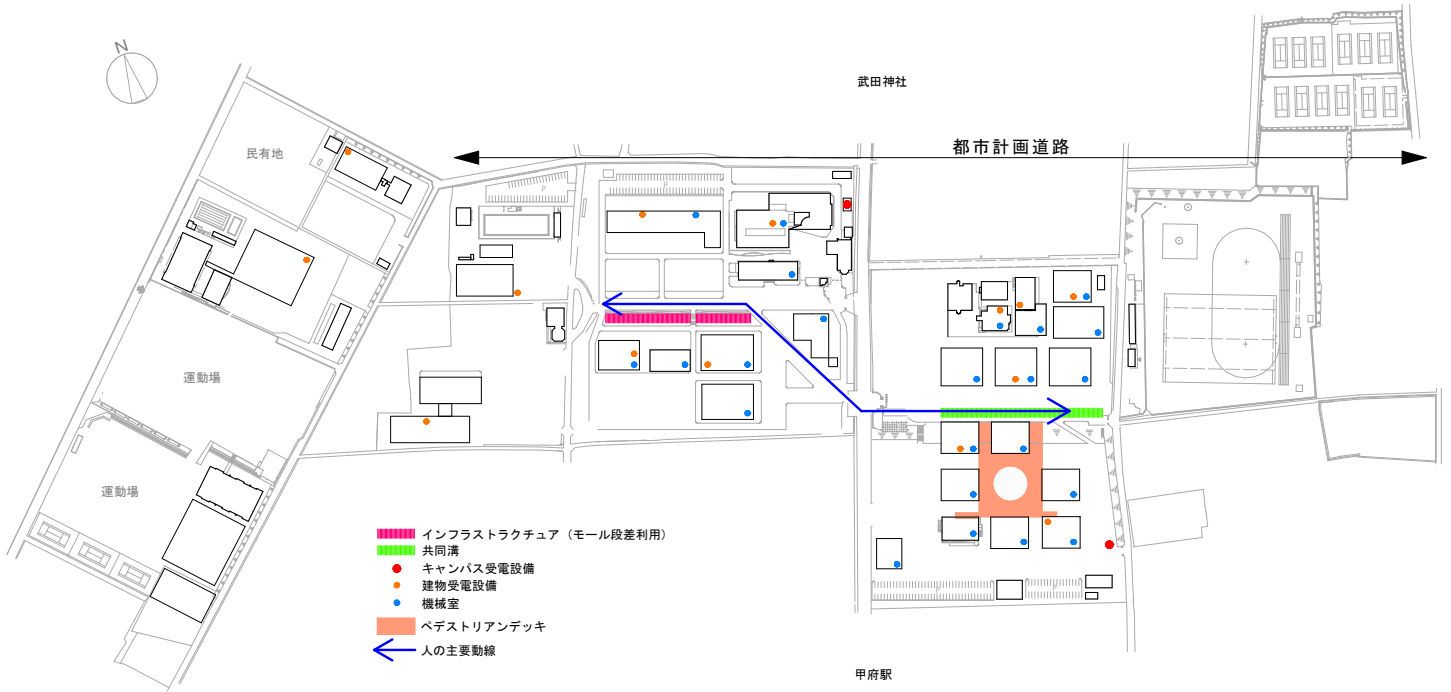 N
武田神社
都市計画道路
民有地
P
P
運動場
運動場
インフラストラクチュア（モール段差利用）
共同溝
キャンパス受電設備
建物受電設備
機械室
ペデストリアンデッキ
人の主要動線
P
P
甲府駅